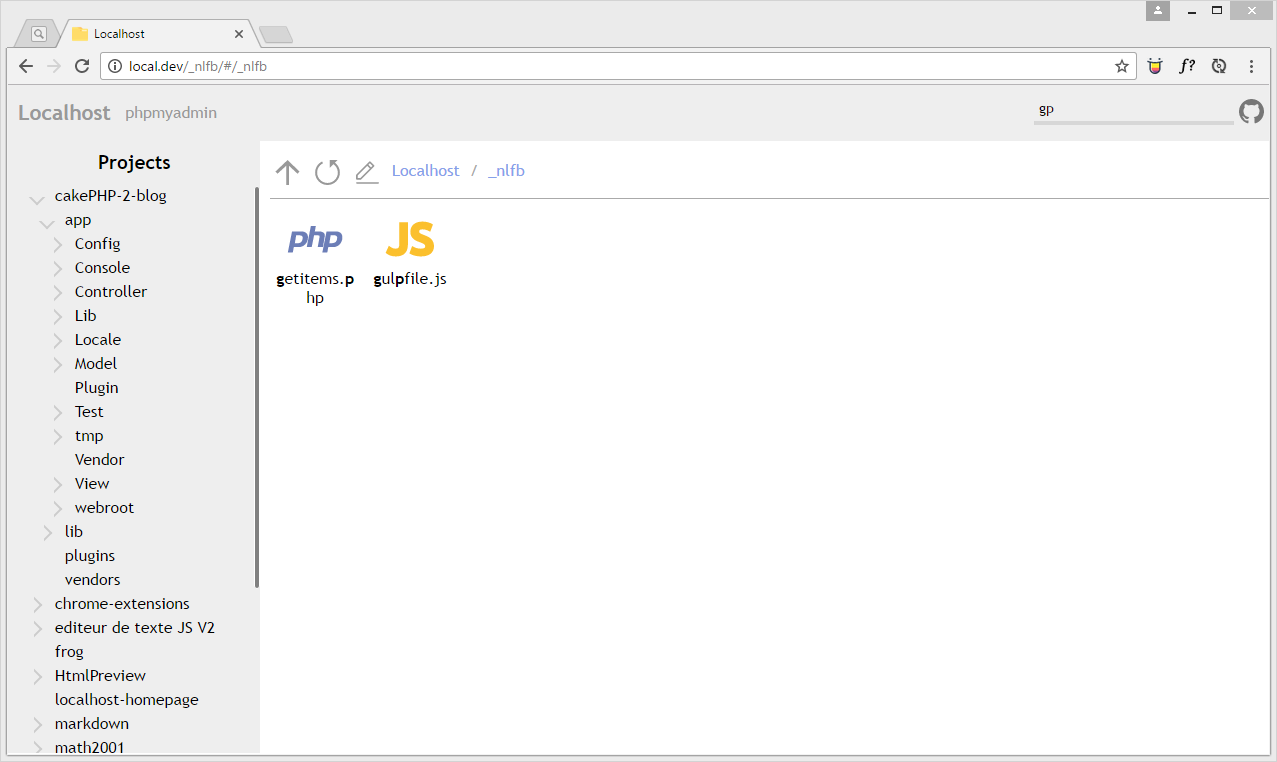 Localhost
local.dev/_nlfb/#/_nlfb
f?
Localhost phpmyadmin
gp
Projects
Localhost / _nlfb
cakePHP-2-blog
app
Config
Console
Controller
Lib
Locale
Model
Plugin
Test
tmp
Vendor
View
webroot
lib
plugins
vendors
chrome-extensions
editeur de texte JS V2
frog
HtmlPreview
localhost-homepage
markdown
math2001
php
getitems.p
hp
JS
gulpfile.js